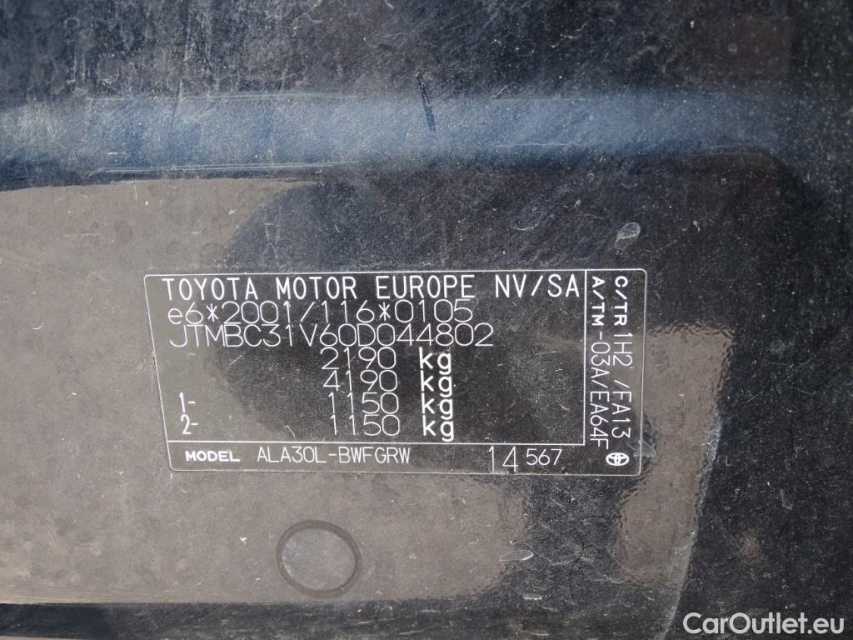 TOYOTA MOTOR EUROPE NV/SA
e6*2001/116*0105
JTMBC31V60D044802
2190 kg
4190 kg
1- 1150 kg
2- 1150 kg
MODEL ALA30L-BWFGRW 14 567
C/TR 1H2 /FA13
A/TM -03A/EA64F
CarOutlet.eu